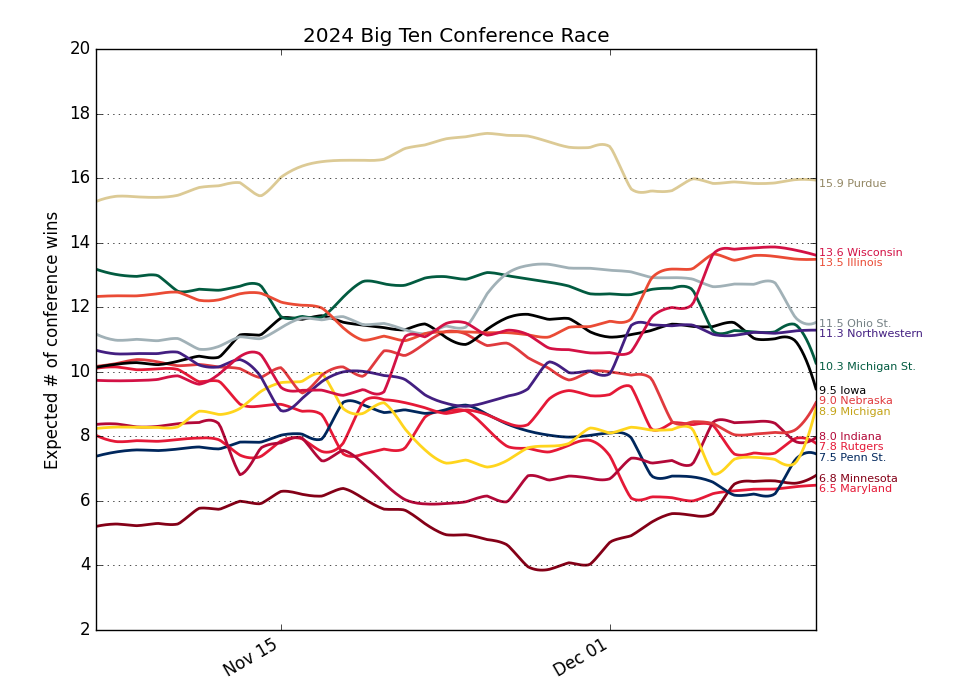 2024 Big Ten Conference Race
Expected # of conference wins
20
18
16
14
12
10
8
6
4
2
Nov 15
Dec 01
15.9 Purdue
13.6 Wisconsin
13.5 Illinois
11.5 Ohio St.
11.3 Northwestern
10.3 Michigan St.
9.5 Iowa
9.0 Nebraska
8.9 Michigan
8.0 Indiana
7.8 Rutgers
7.5 Penn St.
6.8 Minnesota
6.5 Maryland